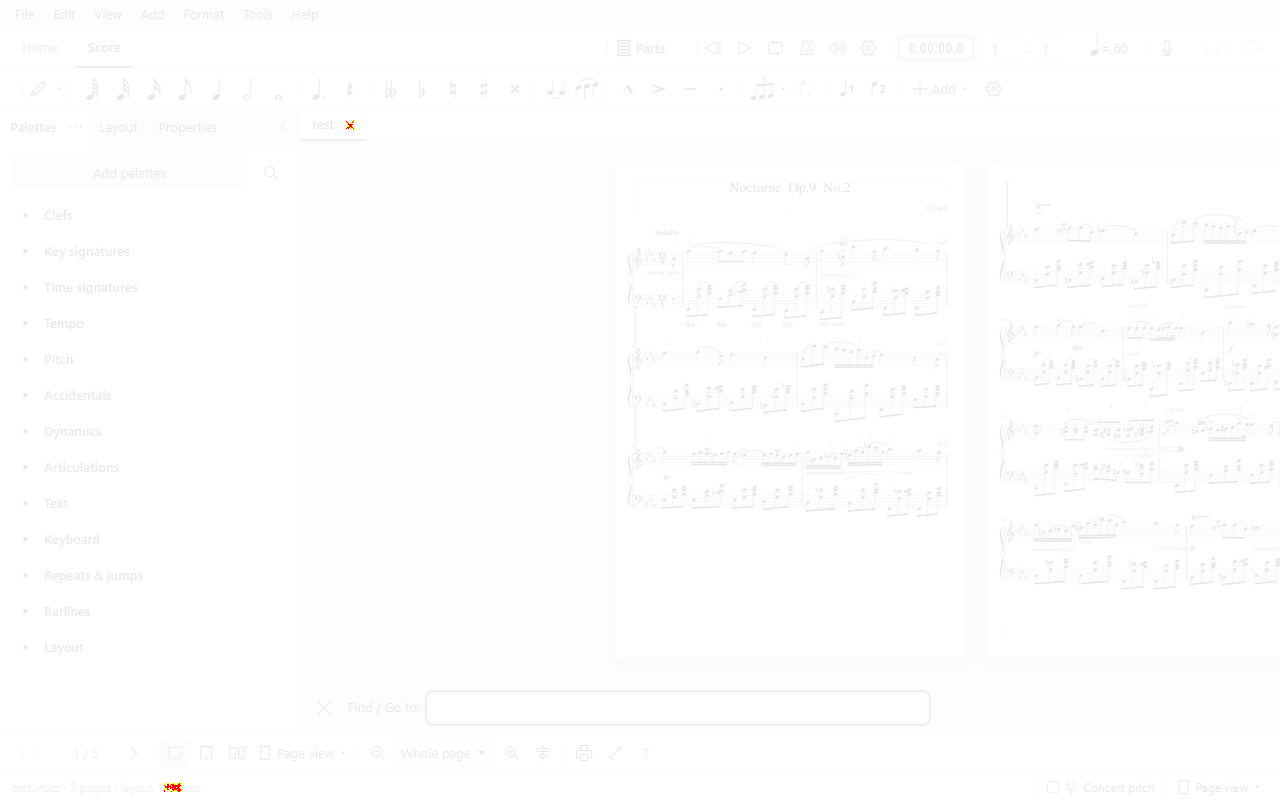 File Edit View Add Format Tools Help
Home Score Parts 0:00:00.0 1 . 1 = 60
Add
Palettes Layout Properties test
Add palettes
Clefs
Key signatures
Time signatures
Tempo
Pitch
Accidentals
Dynamics
Articulations
Text
Keyboard
Repeats & jumps
Barlines
Layout
Nocturne Op.9 No.2
Chopin
Andante
Find / Go to:
1 / 5 Page view Whole page ?
test.mscz · 5 pages · layout ms Concert pitch Page view